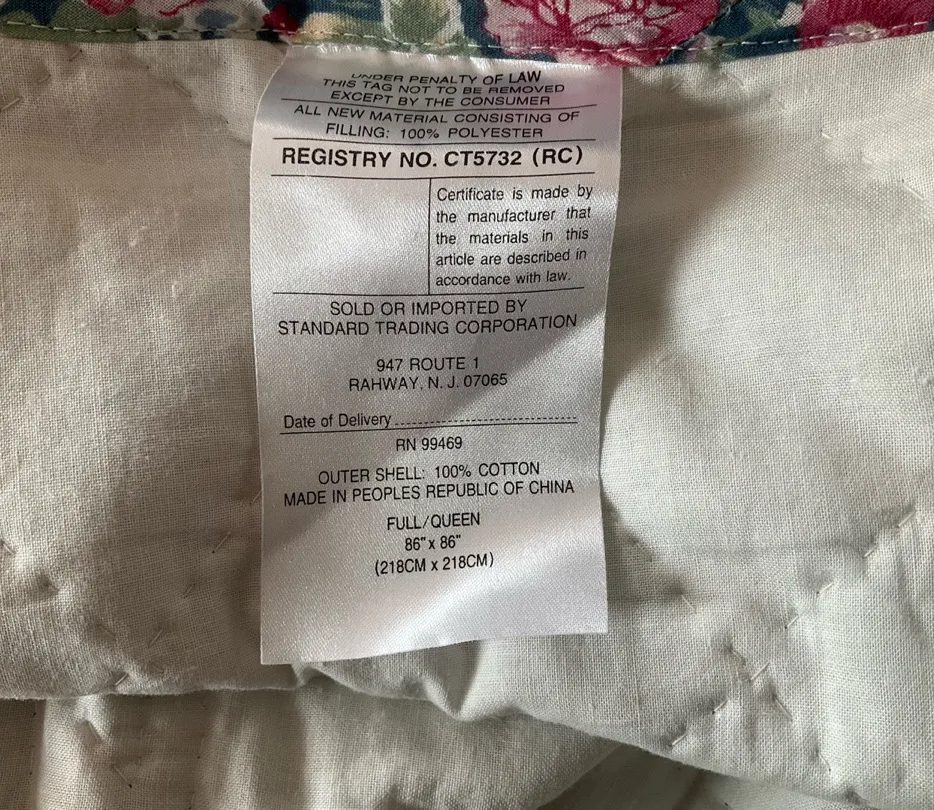 UNDER PENALTY OF LAW
THIS TAG NOT TO BE REMOVED
EXCEPT BY THE CONSUMER
ALL NEW MATERIAL CONSISTING OF
FILLING: 100% POLYESTER
REGISTRY NO. CT5732 (RC)
Certificate is made by
the manufacturer that
the materials in this
article are described in
accordance with law.
SOLD OR IMPORTED BY
STANDARD TRADING CORPORATION
947 ROUTE 1
RAHWAY, N. J. 07065
Date of Delivery
RN 99469
OUTER SHELL: 100% COTTON
MADE IN PEOPLES REPUBLIC OF CHINA
FULL/QUEEN
86" x 86"
(218CM x 218CM)